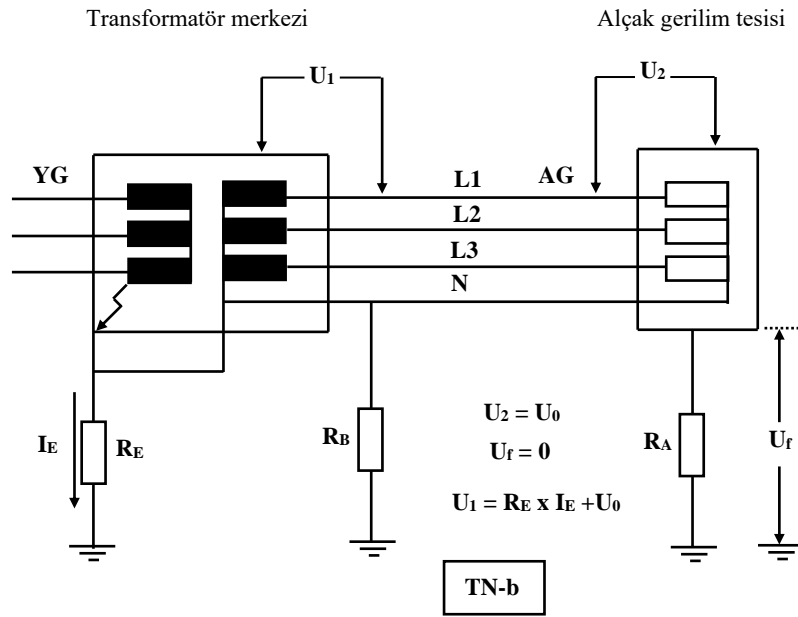 Transformatör merkezi
Alçak gerilim tesisi
U1
U2
YG
L1
AG
L2
L3
N
U2 = U0
Uf = 0
U1 = RE x IE +U0
IE
RE
RB
RA
Uf
TN-b